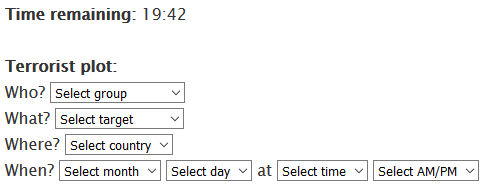 Time remaining: 19:42
Terrorist plot:
Who? Select group
What? Select target
Where? Select country
When? Select month Select day at Select time Select AM/PM